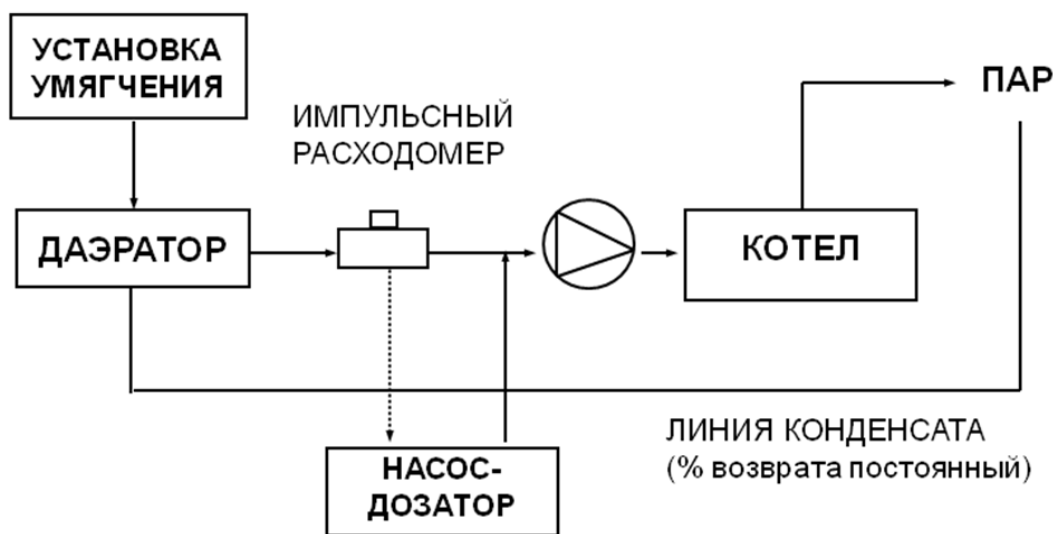 УСТАНОВКА
УМЯГЧЕНИЯ
ИМПУЛЬСНЫЙ
РАСХОДОМЕР
ПАР
ДАЭРАТОР
КОТЕЛ
ЛИНИЯ КОНДЕНСАТА
(% возврата постоянный)
НАСОС-
ДОЗАТОР